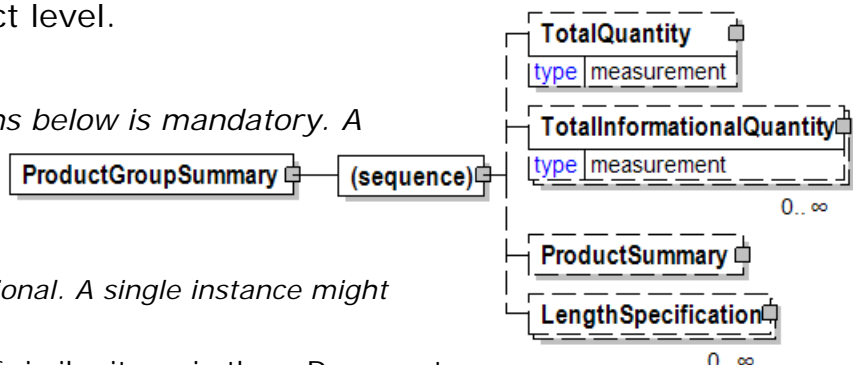 ct level.
ns below is mandatory. A
ional. A single instance might
ProductGroupSummary
(sequence)
TotalQuantity
type measurement
TotalInformationalQuantity
type measurement
0.. ∞
ProductSummary
LengthSpecification
0.. ∞